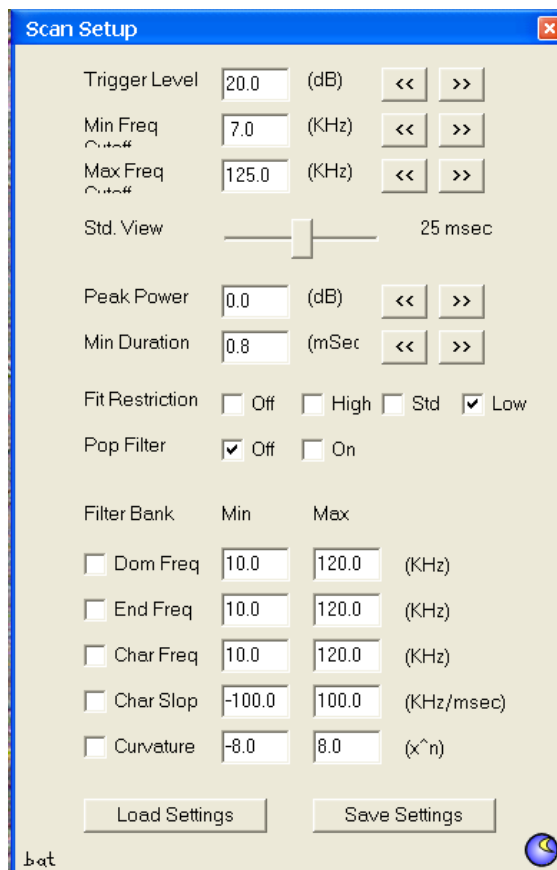 Scan Setup
Trigger Level 20.0 (dB) << >>
Min Freq 7.0 (KHz) << >>
Cutoff
Max Freq 125.0 (KHz) << >>
Cutoff
Std. View 25 msec
Peak Power 0.0 (dB) << >>
Min Duration 0.8 (mSec << >>
Fit Restriction Off High Std Low
Pop Filter Off On
Filter Bank Min Max
Dom Freq 10.0 120.0 (KHz)
End Freq 10.0 120.0 (KHz)
Char Freq 10.0 120.0 (KHz)
Char Slop -100.0 100.0 (KHz/msec)
Curvature -8.0 8.0 (x^n)
Load Settings Save Settings
bat